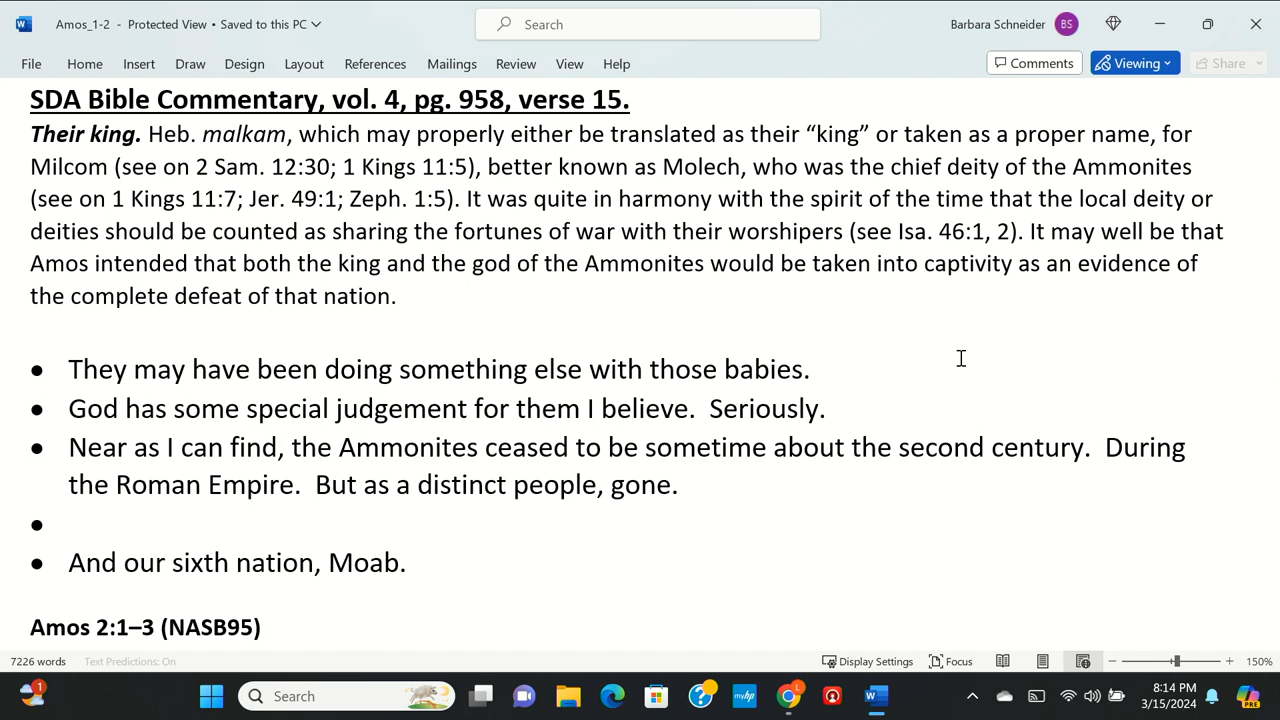 Amos_1-2 - Protected View • Saved to this PC
Search
Barbara Schneider
BS
File Home Insert Draw Design Layout References Mailings Review View Help
Comments
Viewing
Share
SDA Bible Commentary, vol. 4, pg. 958, verse 15.
Their king. Heb. malkam, which may properly either be translated as their “king” or taken as a proper name, for
Milcom (see on 2 Sam. 12:30; 1 Kings 11:5), better known as Molech, who was the chief deity of the Ammonites
(see on 1 Kings 11:7; Jer. 49:1; Zeph. 1:5). It was quite in harmony with the spirit of the time that the local deity or
deities should be counted as sharing the fortunes of war with their worshipers (see Isa. 46:1, 2). It may well be that
Amos intended that both the king and the god of the Ammonites would be taken into captivity as an evidence of
the complete defeat of that nation.
• They may have been doing something else with those babies.
• God has some special judgement for them I believe.  Seriously.
• Near as I can find, the Ammonites ceased to be sometime about the second century.  During
the Roman Empire.  But as a distinct people, gone.
•
• And our sixth nation, Moab.
Amos 2:1–3 (NASB95)
7226 words
Text Predictions: On
Display Settings
Focus
150%
1
Search
myhp
8:14 PM
3/15/2024
PRE